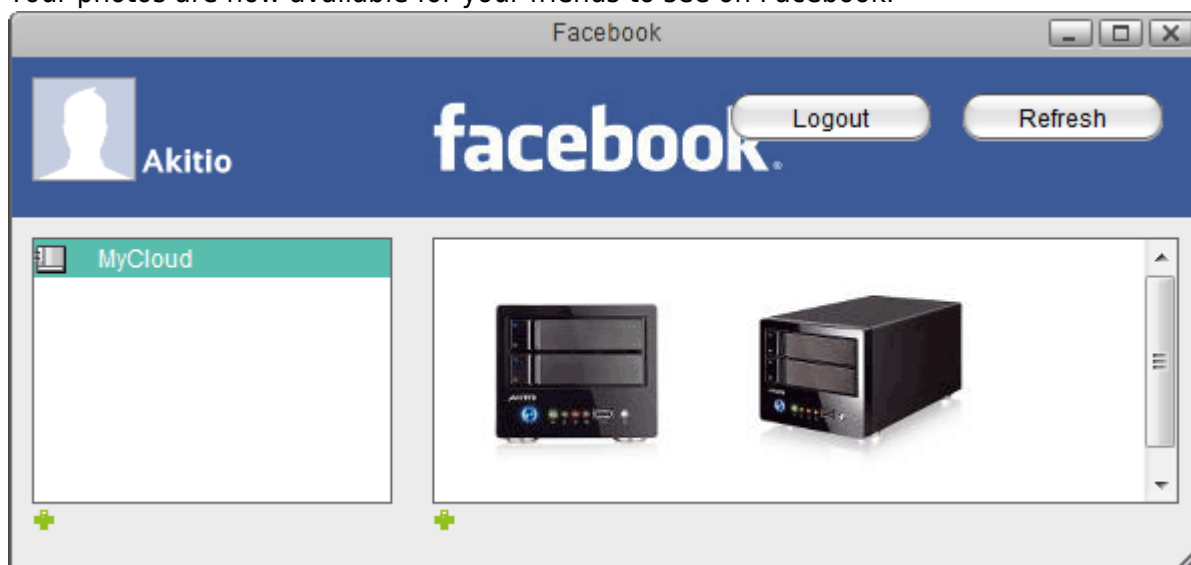 Your photos are now available for your friends to see on Facebook.
Facebook
facebook.
Logout
Refresh
Akitio
MyCloud